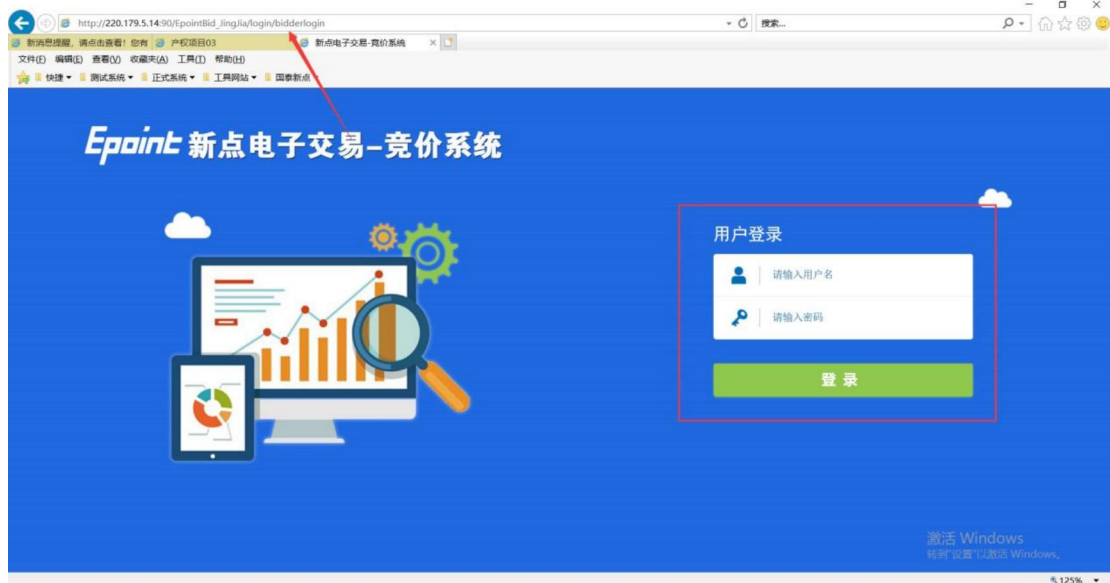 http://220.179.5.14:90/EpointBid_JingJia/login/bidderlogin
搜索...
新消息提醒，请点击查看！您有
产权项目03
新点电子交易-竞价系统
文件(F) 编辑(E) 查看(V) 收藏夹(A) 工具(T) 帮助(H)
快捷 测试系统 正式系统 工具网站 国泰新点
Epoint 新点电子交易-竞价系统
用户登录
请输入用户名
请输入密码
登 录
激活 Windows
转到"设置"以激活 Windows。
125%